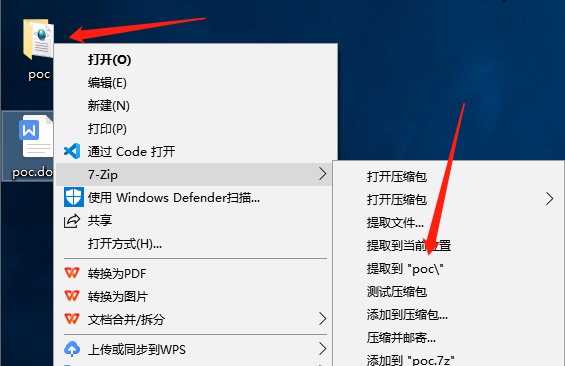 poc
poc.do
打开(O)
编辑(E)
新建(N)
打印(P)
通过 Code 打开
7-Zip
使用 Windows Defender扫描...
共享
打开方式(H)...
转换为PDF
转换为图片
文档合并/拆分
上传或同步到WPS
打开压缩包
打开压缩包
提取文件...
提取到当前位置
提取到 "poc\"
测试压缩包
添加到压缩包...
压缩并邮寄...
添加到 "poc.7z"